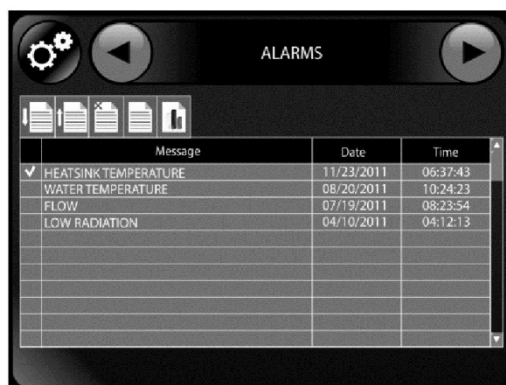 ALARMS
Message Date Time
HEATSINK TEMPERATURE 11/23/2011 06:37:43
WATER TEMPERATURE 08/20/2011 10:24:23
FLOW 07/19/2011 08:23:54
LOW RADIATION 04/10/2011 04:12:13